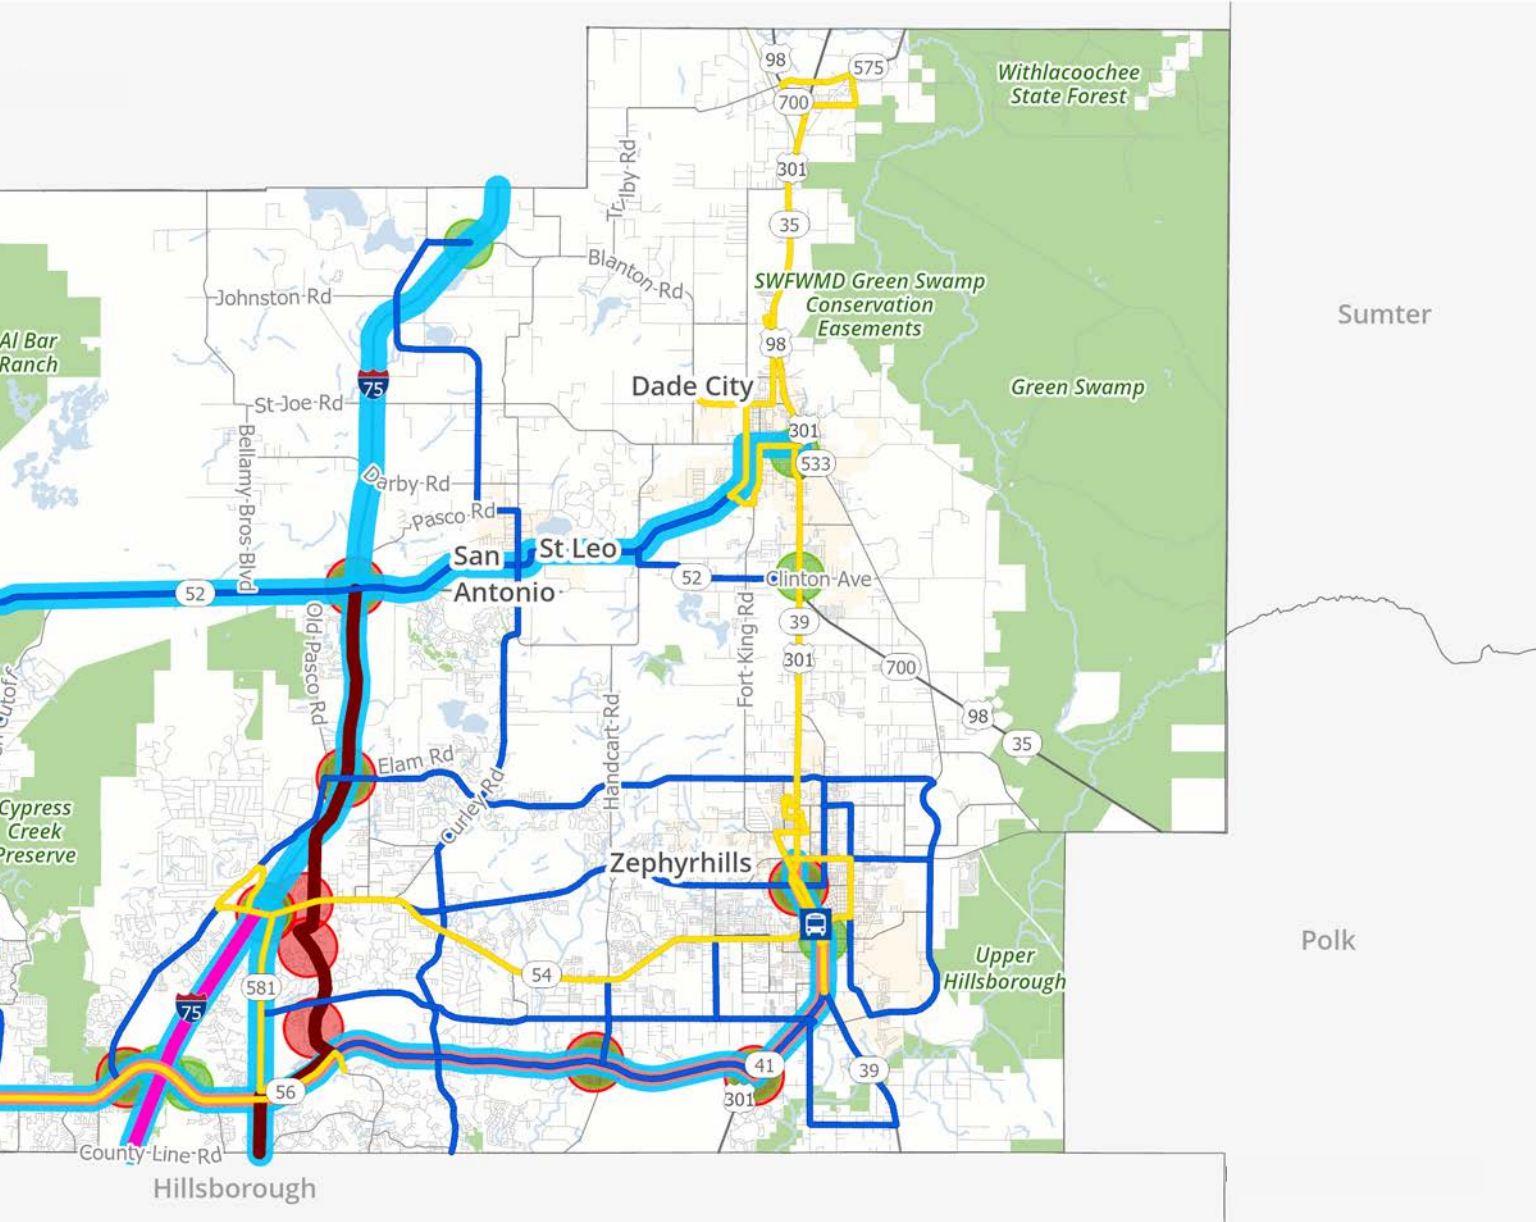 98
575
Withlacoochee
State Forest
700
Trilby Rd
301
35
Blanton Rd
SWFWMD Green Swamp
Conservation
Easements
Johnston Rd
Sumter
Al Bar
Ranch
98
75
Dade City
Green Swamp
St Joe Rd
301
Bellamy Bros Blvd
533
Darby Rd
Pasco Rd
San
Antonio
St Leo
52
52
Clinton Ave
Old Pasco Rd
Fort King Rd
39
301
700
Cutoff
98
35
Handcart Rd
Elam Rd
Curley Rd
Cypress
Creek
Preserve
Zephyrhills
Polk
Upper
Hillsborough
54
581
75
41
39
56
301
County Line Rd
Hillsborough